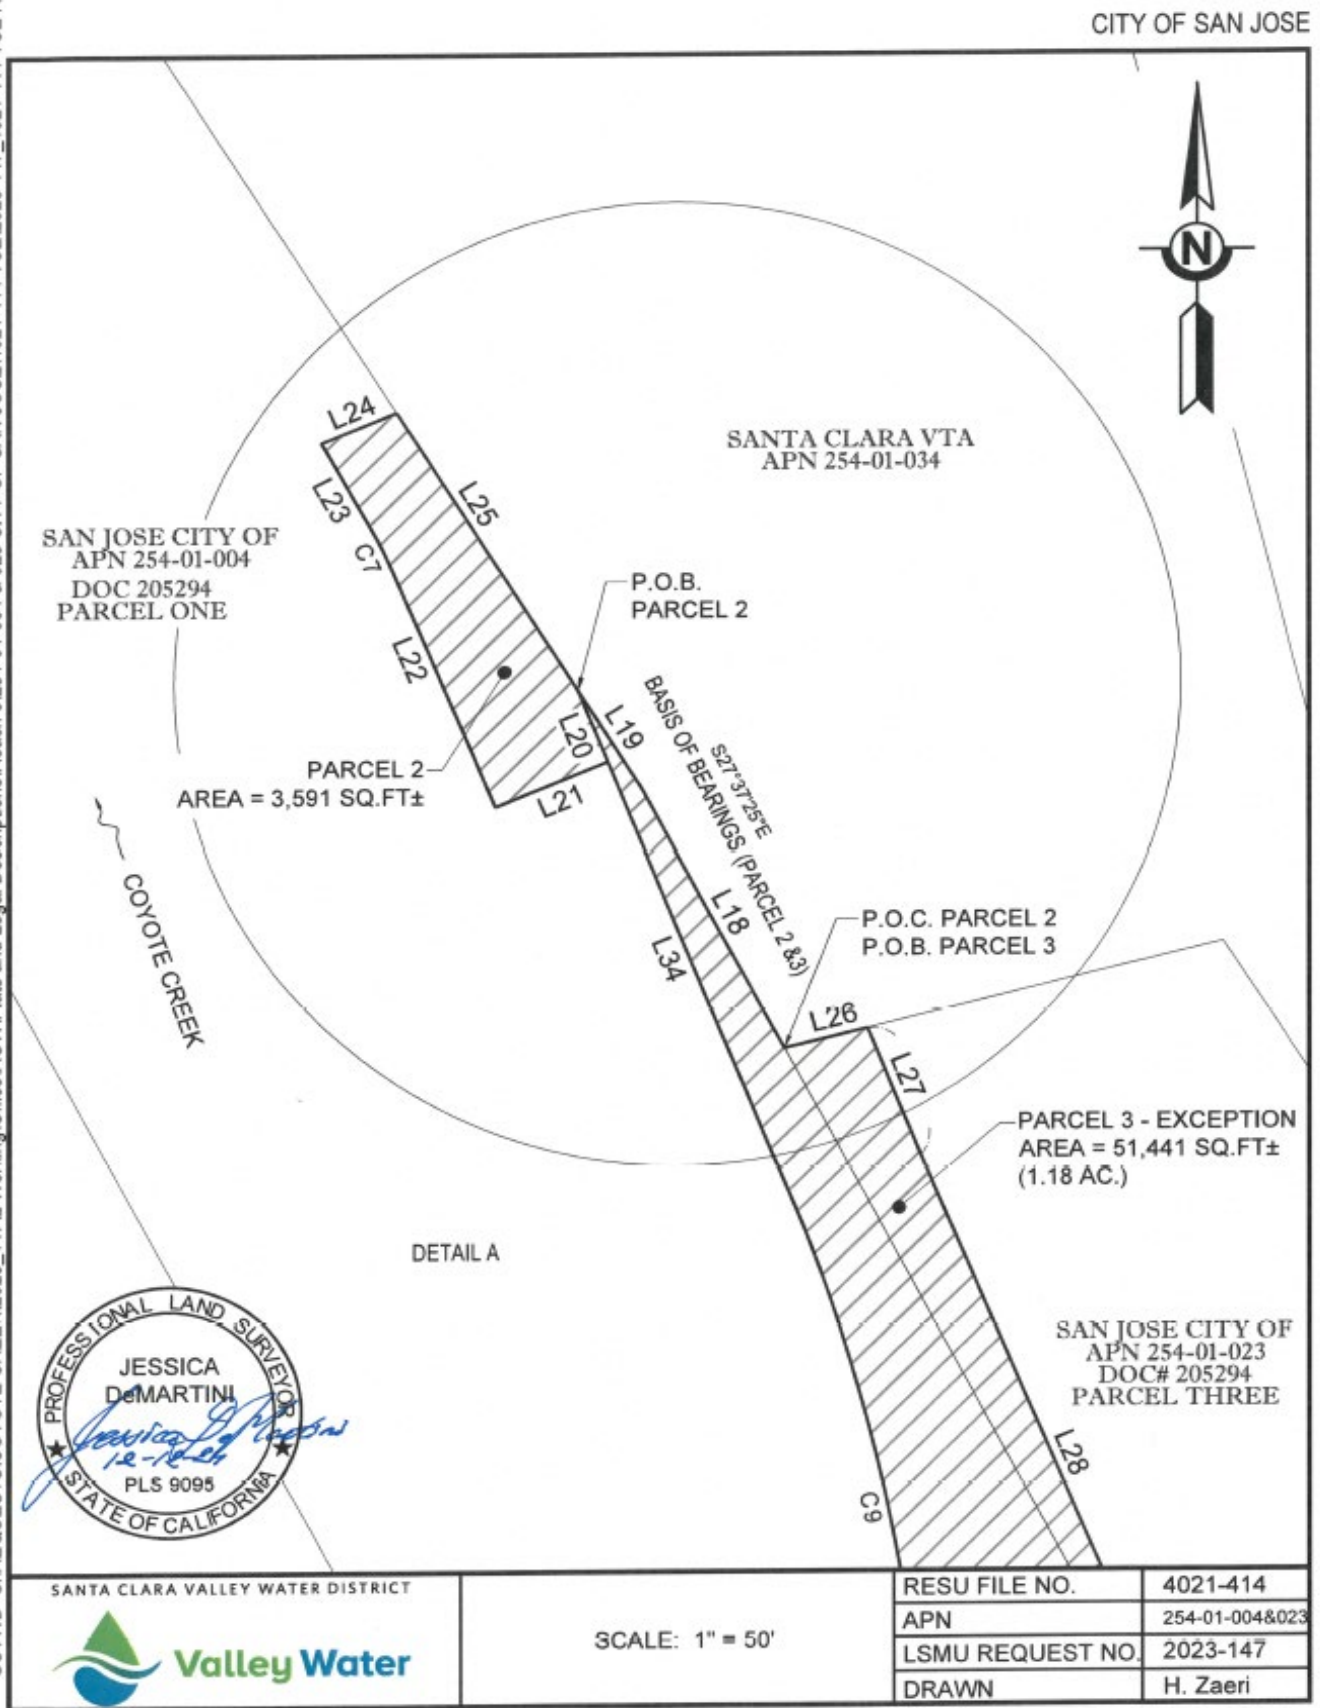 CITY OF SAN JOSE
N
L24
SANTA CLARA VTA
APN 254-01-034
L25
L23
SAN JOSE CITY OF
APN 254-01-004
DOC 205294
PARCEL ONE
C7
P.O.B.
PARCEL 2
L22
L19
L20
BASIS OF BEARINGS (PARCEL 2 &3)
S27°37'25"E
PARCEL 2
AREA = 3,591 SQ.FT±
L21
COYOTE CREEK
L18
L34
P.O.C. PARCEL 2
P.O.B. PARCEL 3
L26
L27
PARCEL 3 - EXCEPTION
AREA = 51,441 SQ.FT±
(1.18 AC.)
DETAIL A
SAN JOSE CITY OF
APN 254-01-023
DOC# 205294
PARCEL THREE
L28
C9
PROFESSIONAL LAND SURVEYOR
JESSICA
DeMARTINI
PLS 9095
STATE OF CALIFORNIA
SANTA CLARA VALLEY WATER DISTRICT
Valley Water
SCALE: 1" = 50'
RESU FILE NO. 4021-414
APN 254-01-004&023
LSMU REQUEST NO. 2023-147
DRAWN H. Zaeri